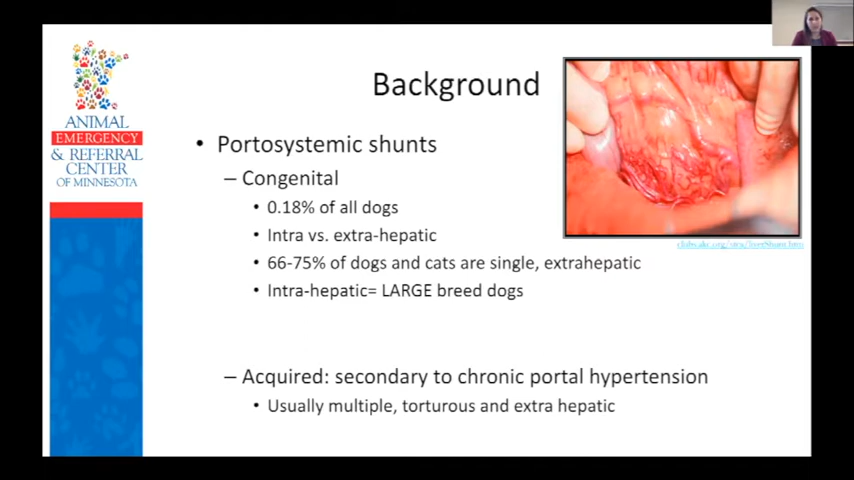 Background
ANIMAL
EMERGENCY
& REFERRAL
CENTER
OF MINNESOTA
• Portosystemic shunts
– Congenital
• 0.18% of all dogs
• Intra vs. extra-hepatic
• 66-75% of dogs and cats are single, extrahepatic
• Intra-hepatic= LARGE breed dogs
– Acquired: secondary to chronic portal hypertension
• Usually multiple, torturous and extra hepatic